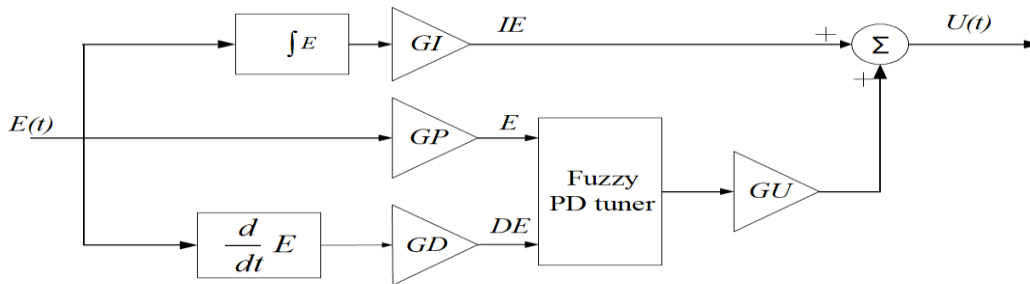 ∫ E
GI
IE
+
Σ
U(t)
+
E(t)
GP
E
Fuzzy
PD tuner
GU
d
dt
E
GD
DE